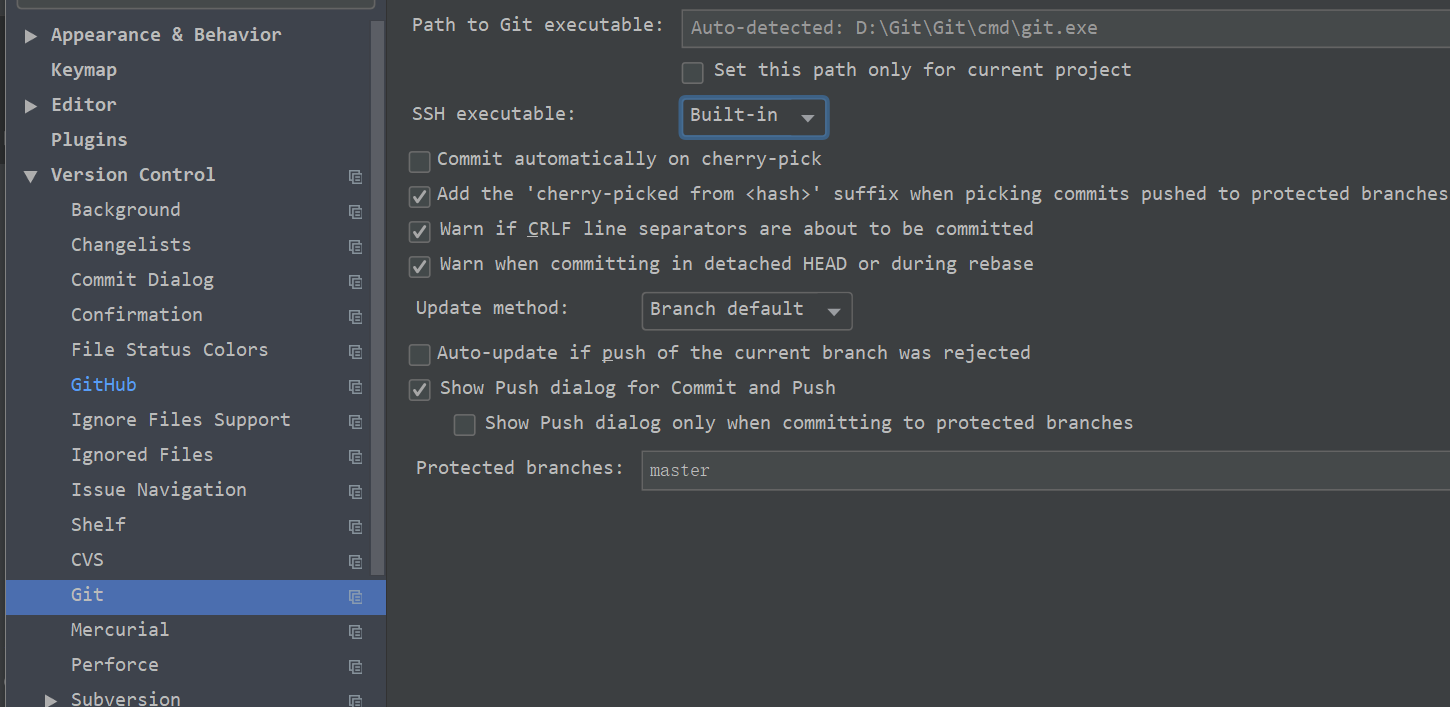 Appearance & Behavior
Keymap
Editor
Plugins
Version Control
Background
Changelists
Commit Dialog
Confirmation
File Status Colors
GitHub
Ignore Files Support
Ignored Files
Issue Navigation
Shelf
CVS
Git
Mercurial
Perforce
Subversion
Path to Git executable: Auto-detected: D:\Git\Git\cmd\git.exe
Set this path only for current project
SSH executable: Built-in
Commit automatically on cherry-pick
Add the 'cherry-picked from <hash>' suffix when picking commits pushed to protected branches
Warn if CRLF line separators are about to be committed
Warn when committing in detached HEAD or during rebase
Update method: Branch default
Auto-update if push of the current branch was rejected
Show Push dialog for Commit and Push
Show Push dialog only when committing to protected branches
Protected branches: master